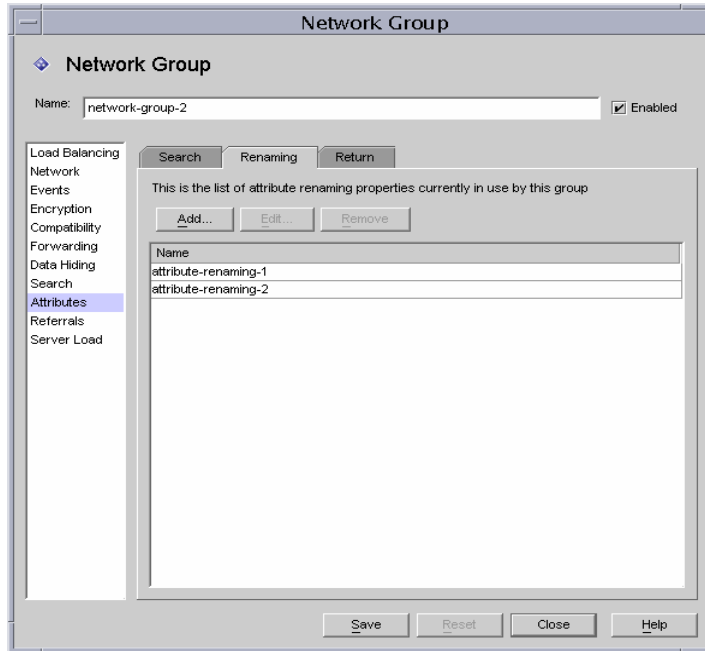 Network Group
Network Group
Name: network-group-2 Enabled
Load Balancing
Network
Events
Encryption
Compatibility
Forwarding
Data Hiding
Search
Attributes
Referrals
Server Load
Search Renaming Return
This is the list of attribute renaming properties currently in use by this group
Add... Edit... Remove
Name
attribute-renaming-1
attribute-renaming-2
Save Reset Close Help